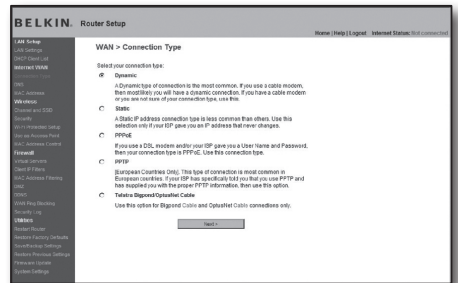 BELKIN. Router Setup
Home | Help | Logout Internet Status: Not connected
LAN Setup
LAN Settings
DHCP Client List
Internet WAN
Connection Type
DNS
MAC Address
Wireless
Channel and SSID
Security
Wi-Fi Protected Setup
Use as Access Point
MAC Address Control
Firewall
Virtual Servers
Client IP Filters
MAC Address Filtering
DMZ
DDNS
WAN Ping Blocking
Security Log
Utilities
Restart Router
Restore Factory Defaults
Save/Backup Settings
Restore Previous Settings
Firmware Update
System Settings
WAN > Connection Type
Select your connection type:
Dynamic
A Dynamic type of connection is the most common. If you use a cable modem,
then most likely you will have a dynamic connection. If you have a cable modem
or you are not sure of your connection type, use this.
Static
A Static IP address connection type is less common than others. Use this
selection only if your ISP gave you an IP address that never changes.
PPPoE
If you use a DSL modem and/or your ISP gave you a User Name and Password,
then your connection type is PPPoE. Use this connection type.
PPTP
[European Countries Only]. This type of connection is most common in
European countries. If your ISP has specifically told you that you use PPTP and
has supplied you with the proper PPTP information, then use this option.
Telstra Bigpond/OptusNet Cable
Use this option for Bigpond Cable and OptusNet Cable connections only.
Next >